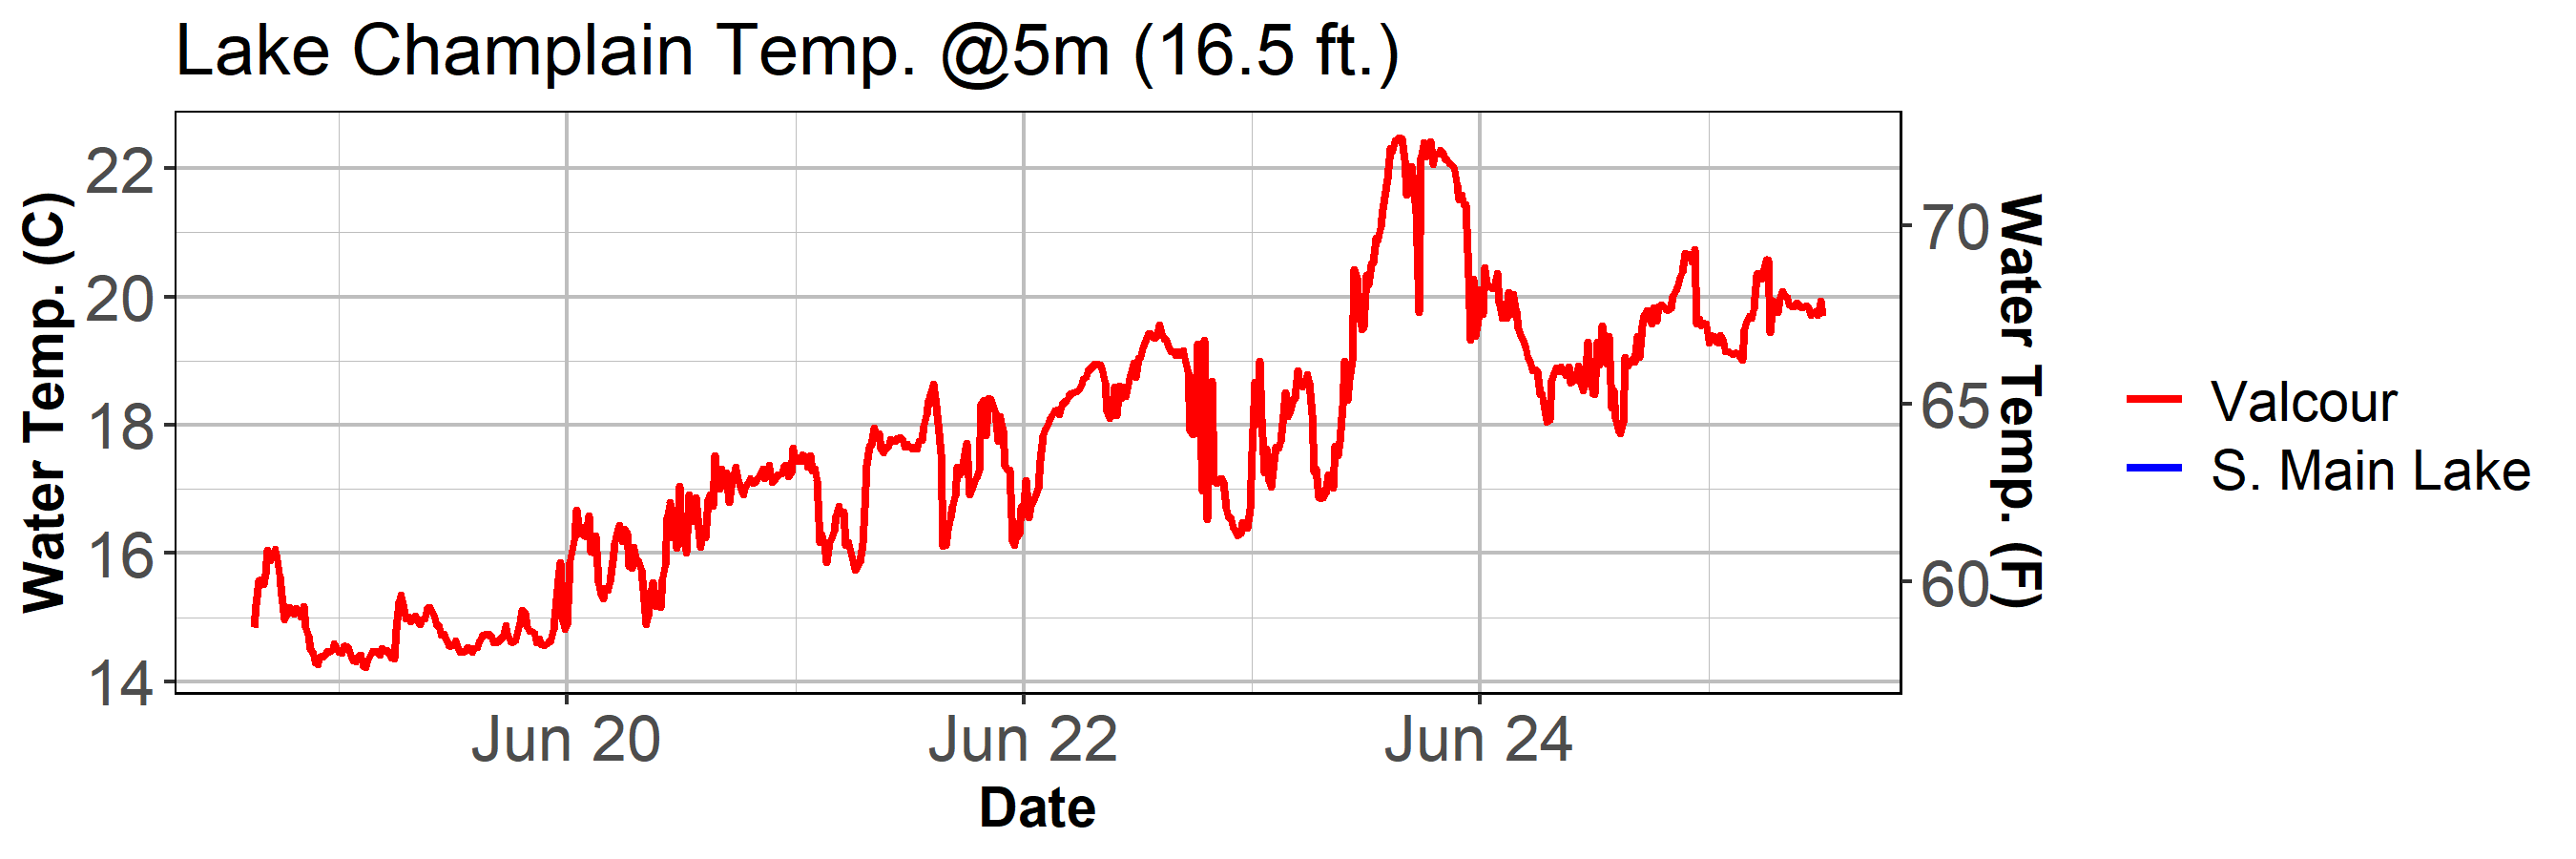 Lake Champlain Temp. @5m (16.5 ft.)
Water Temp. (C)
22
20
18
16
14
70
65
60
Water Temp. (F)
Jun 20
Jun 22
Jun 24
Date
Valcour
S. Main Lake